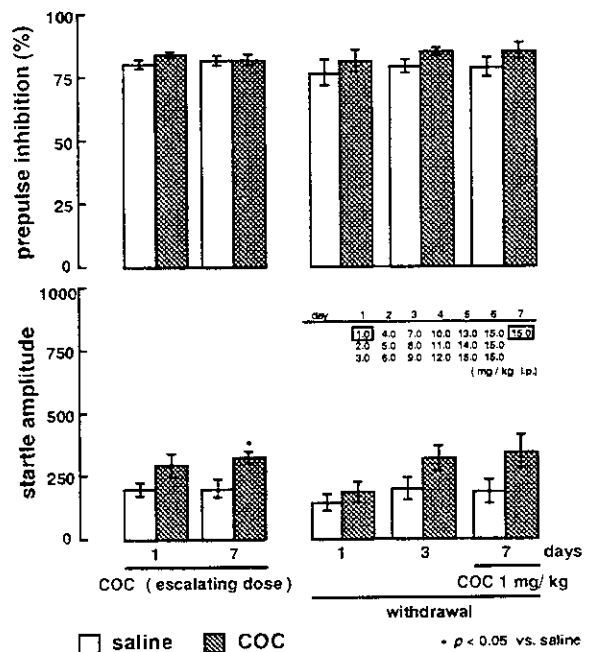 prepulse inhibition (%)
100
75
50
25
0
startle amplitude
1000
750
500
250
0
day 1 2 3 4 5 6 7
1.0 4.0 7.0 10.0 13.0 15.0 15.0
2.0 5.0 8.0 11.0 14.0 15.0
3.0 6.0 9.0 12.0 15.0 15.0
(mg / kg i.p.)
*
1 7 1 3 7 days
COC ( escalating dose ) COC 1 mg/ kg
withdrawal
saline COC * p < 0.05 vs. saline